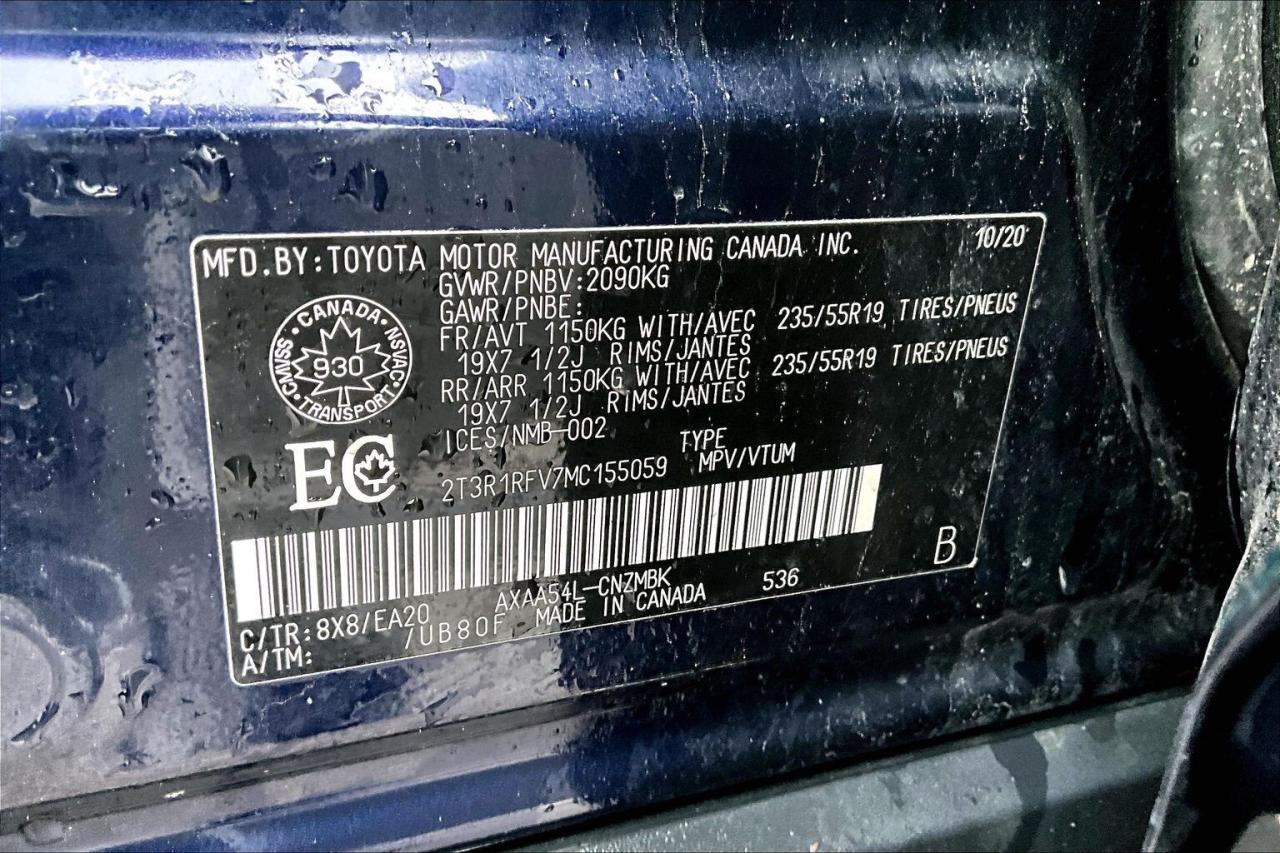 MFD.BY:TOYOTA MOTOR MANUFACTURING CANADA INC. 10/20
GVWR/PNBV:2090KG
GAWR/PNBE:
FR/AVT 1150KG WITH/AVEC 235/55R19 TIRES/PNEUS
19X7 1/2J RIMS/JANTES
RR/ARR 1150KG WITH/AVEC 235/55R19 TIRES/PNEUS
19X7 1/2J RIMS/JANTES
ICES/NMB-002
CANADA
CMVSS NSVAC
930
TRANSPORT
EC
2T3R1RFV7MC155059
TYPE
MPV/VTUM
B
C/TR:8X8/EA20 AXAA54L-CNZMBK 536
A/TM: /UB80F MADE IN CANADA